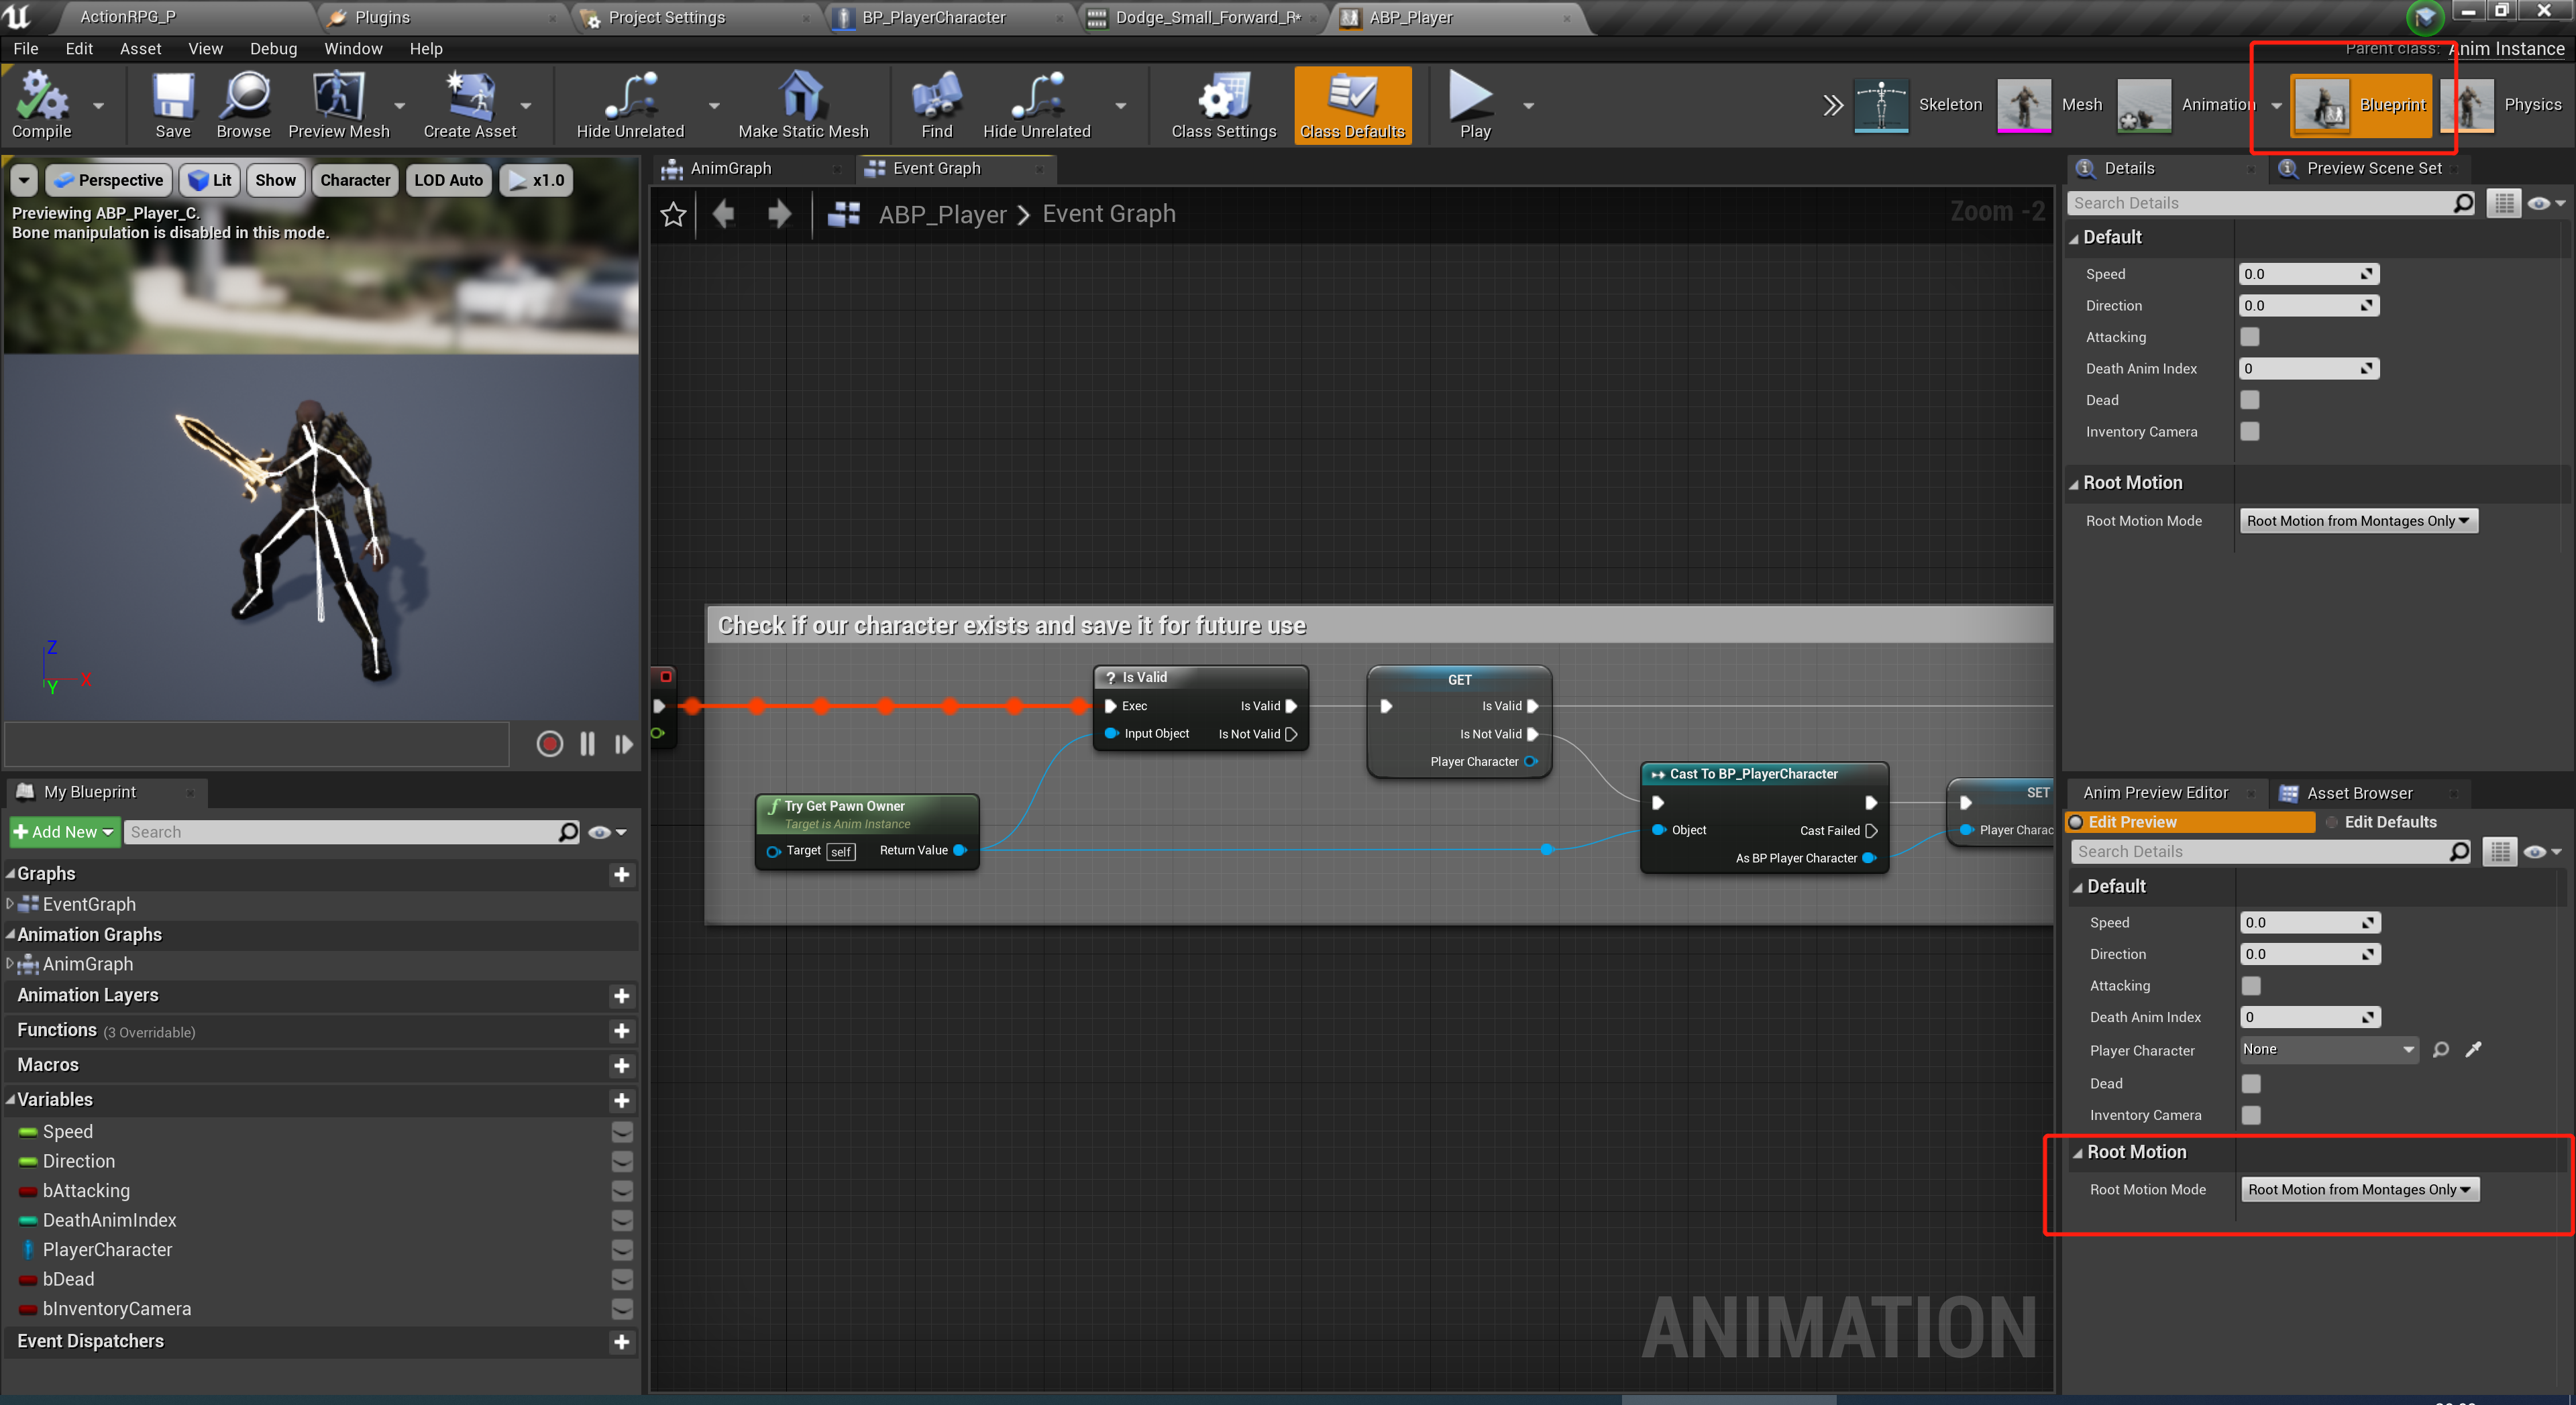 ActionRPG_P
Plugins
Project Settings
BP_PlayerCharacter
Dodge_Small_Forward_R*
ABP_Player
File Edit Asset View Debug Window Help
Parent class: Anim Instance
Compile
Save
Browse
Preview Mesh
Create Asset
Hide Unrelated
Make Static Mesh
Find
Hide Unrelated
Class Settings
Class Defaults
Play
Skeleton
Mesh
Animation
Blueprint
Physics
Perspective
Lit
Show
Character
LOD Auto
x1.0
Previewing ABP_Player_C.
Bone manipulation is disabled in this mode.
Z
X
Y
My Blueprint
Add New
Search
Graphs
EventGraph
Animation Graphs
AnimGraph
Animation Layers
Functions (3 Overridable)
Macros
Variables
Speed
Direction
bAttacking
DeathAnimIndex
PlayerCharacter
bDead
bInventoryCamera
Event Dispatchers
AnimGraph
Event Graph
ABP_Player > Event Graph
Zoom -2
Check if our character exists and save it for future use
? Is Valid
Exec Is Valid
Input Object Is Not Valid
GET
Is Valid
Is Not Valid
Player Character
f Try Get Pawn Owner
Target is Anim Instance
Target self Return Value
Cast To BP_PlayerCharacter
Object Cast Failed
As BP Player Character
SET
Player Charac
ANIMATION
Details
Preview Scene Set
Search Details
Default
Speed 0.0
Direction 0.0
Attacking
Death Anim Index 0
Dead
Inventory Camera
Root Motion
Root Motion Mode Root Motion from Montages Only
Anim Preview Editor
Asset Browser
Edit Preview
Edit Defaults
Search Details
Default
Speed 0.0
Direction 0.0
Attacking
Death Anim Index 0
Player Character None
Dead
Inventory Camera
Root Motion
Root Motion Mode Root Motion from Montages Only